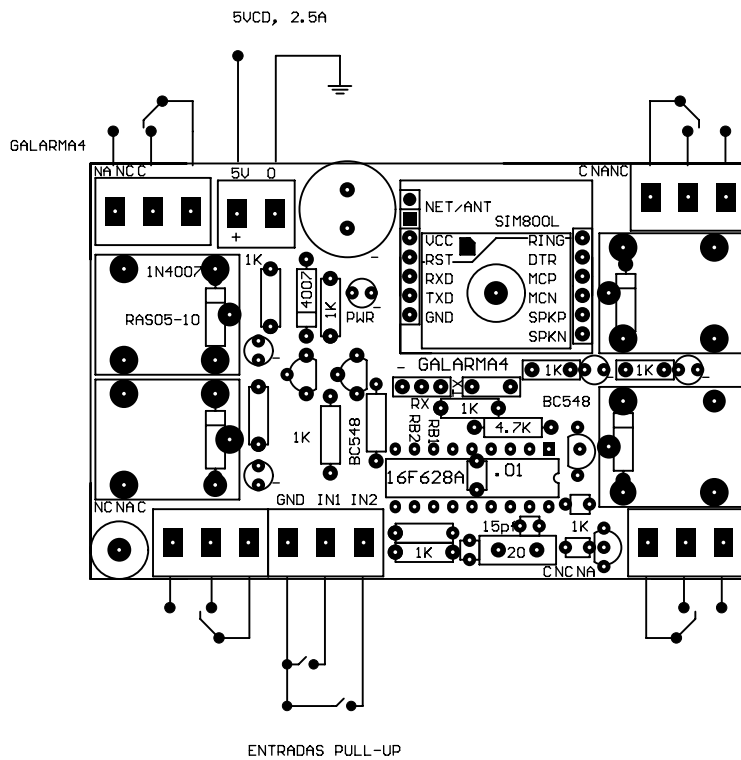 5VCD, 2.5A
GALARMA4
NA NC C
5V 0
C NA NC
+
-
NET/ANT
SIM800L
VCC
RST
RXD
TXD
GND
RING
DTR
MCP
MCN
SPKP
SPKN
1N4007
1K
4007
1K
PWR
-
RAS05-10
GALARMA4
-
-
1K
-
1K
-
RX
1K
BC548
4.7K
RB2
RB1
1K
BC548
16F628A
.01
-
NC NA C
GND IN1 IN2
15pf
1K
1K
20
C NC NA
ENTRADAS PULL-UP